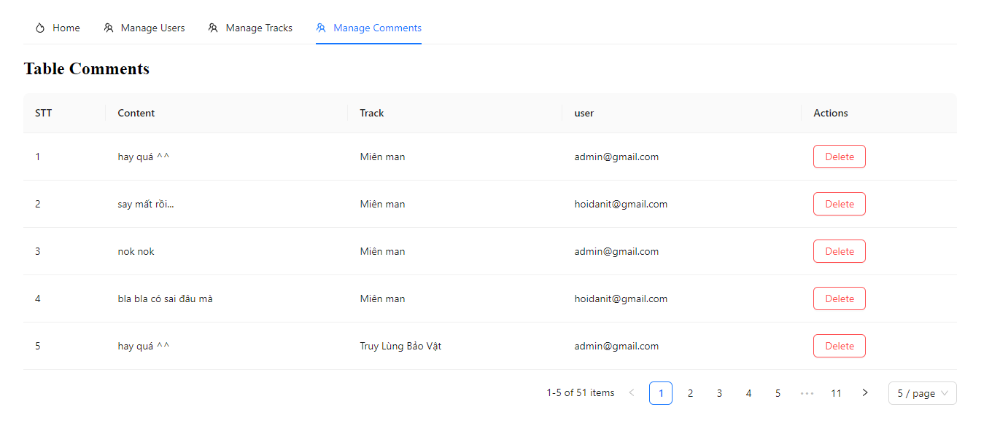 Home Manage Users Manage Tracks Manage Comments
Table Comments
STT Content Track user Actions
1 hay quá ^^ Miên man admin@gmail.com Delete
2 say mất rồi... Miên man hoidanit@gmail.com Delete
3 nok nok Miên man admin@gmail.com Delete
4 bla bla có sai đâu mà Miên man hoidanit@gmail.com Delete
5 hay quá ^^ Truy Lùng Bảo Vật admin@gmail.com Delete
1-5 of 51 items < 1 2 3 4 5 ••• 11 > 5 / page